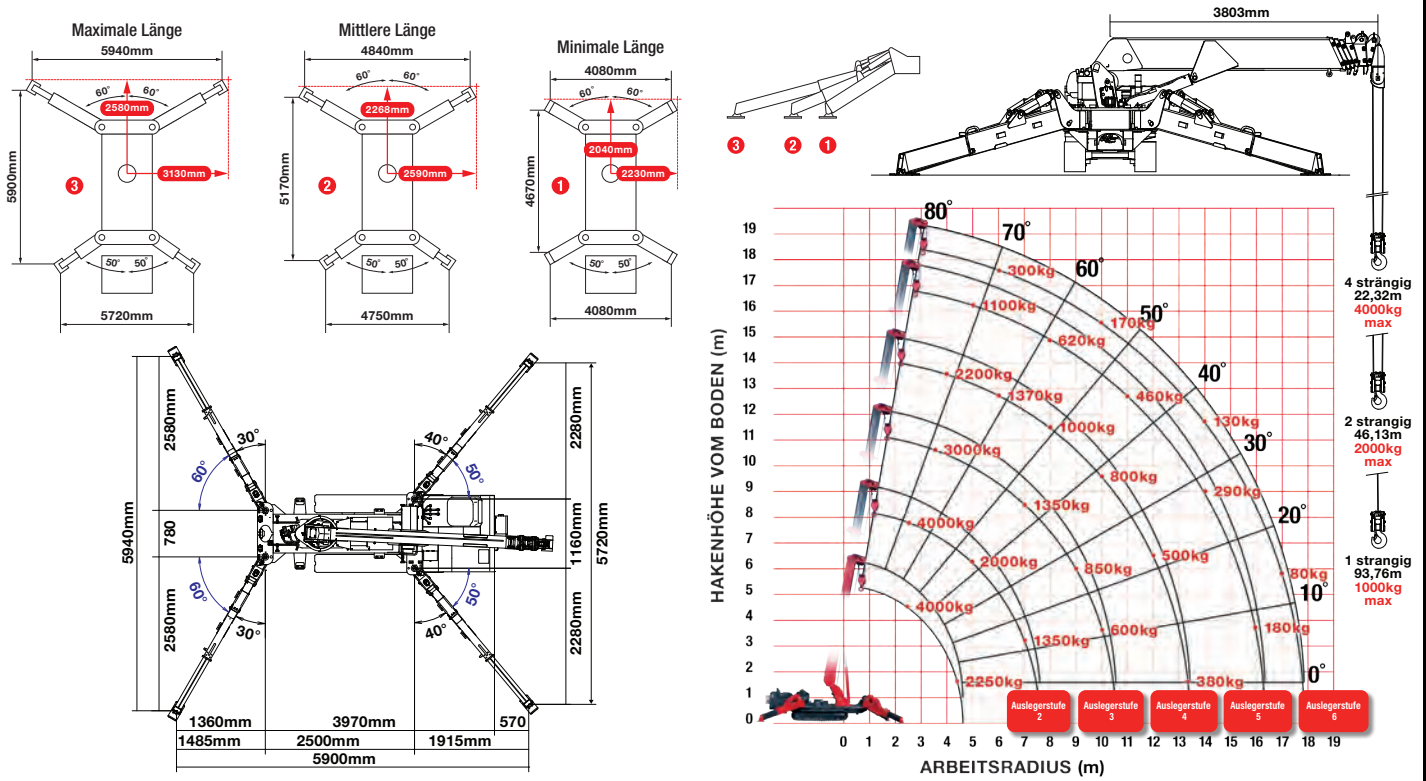 Maximale Länge
5940mm
60°
60°
2580mm
3130mm
5900mm
3
50°
50°
5720mm
Mittlere Länge
4840mm
60°
60°
2268mm
2590mm
5170mm
2
50°
50°
4750mm
Minimale Länge
4080mm
60°
60°
2040mm
2230mm
4670mm
1
50°
50°
4080mm
3
2
1
3803mm
4 strängig
22,32m
4000kg
max
2 strangig
46,13m
2000kg
max
1 strangig
93,76m
1000kg
max
5940mm
2580mm
780
2580mm
30°
60°
60°
30°
40°
50°
50°
40°
2280mm
1160mm
2280mm
5720mm
1360mm
3970mm
570
1485mm
2500mm
1915mm
5900mm
HAKENHÖHE VOM BODEN (m)
19
18
17
16
15
14
13
12
11
10
9
8
7
6
5
4
3
2
1
0
80°
70°
60°
50°
40°
30°
20°
10°
0°
300kg
170kg
1100kg
620kg
2200kg
1370kg
460kg
130kg
1000kg
3000kg
800kg
290kg
1350kg
4000kg
2000kg
850kg
500kg
80kg
4000kg
1350kg
600kg
180kg
2250kg
380kg
Auslegerstufe
2
Auslegerstufe
3
Auslegerstufe
4
Auslegerstufe
5
Auslegerstufe
6
0 1 2 3 4 5 6 7 8 9 10 11 12 13 14 15 16 17 18 19
ARBEITSRADIUS (m)